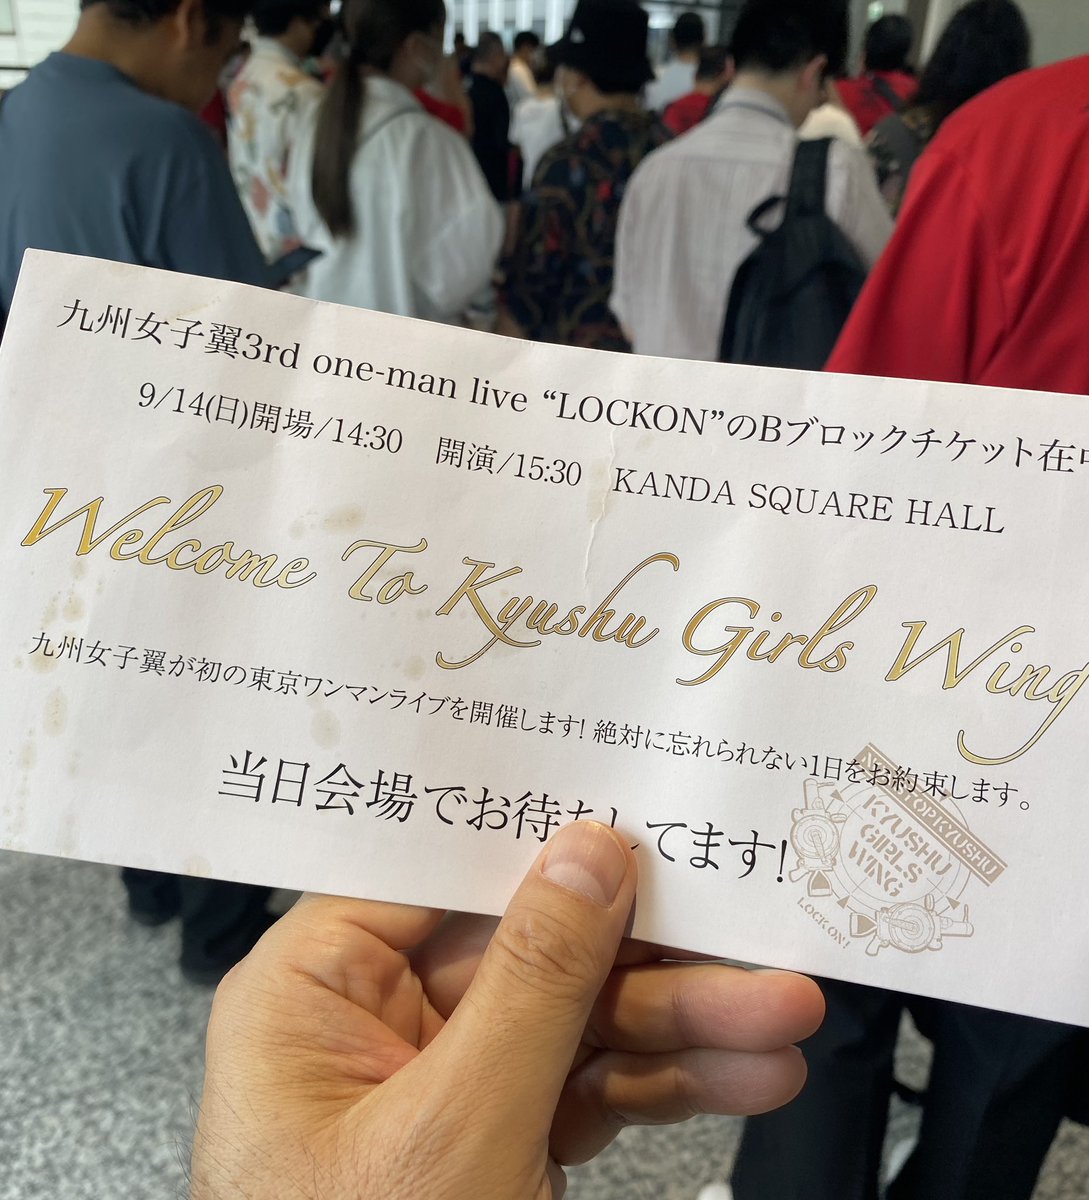 九州女子翼3rd one-man live “LOCKON”のBブロックチケット在中
9/14(日)開場/14:30 開演/15:30 KANDA SQUARE HALL
Welcome To Kyushu Girls Wing
九州女子翼が初の東京ワンマンライブを開催します! 絶対に忘れられない1日をお約束します。
当日会場でお待ちしてます!
NON STOP KYUSHU
KYUSHU
GIRLS
WING
LOCK ON!